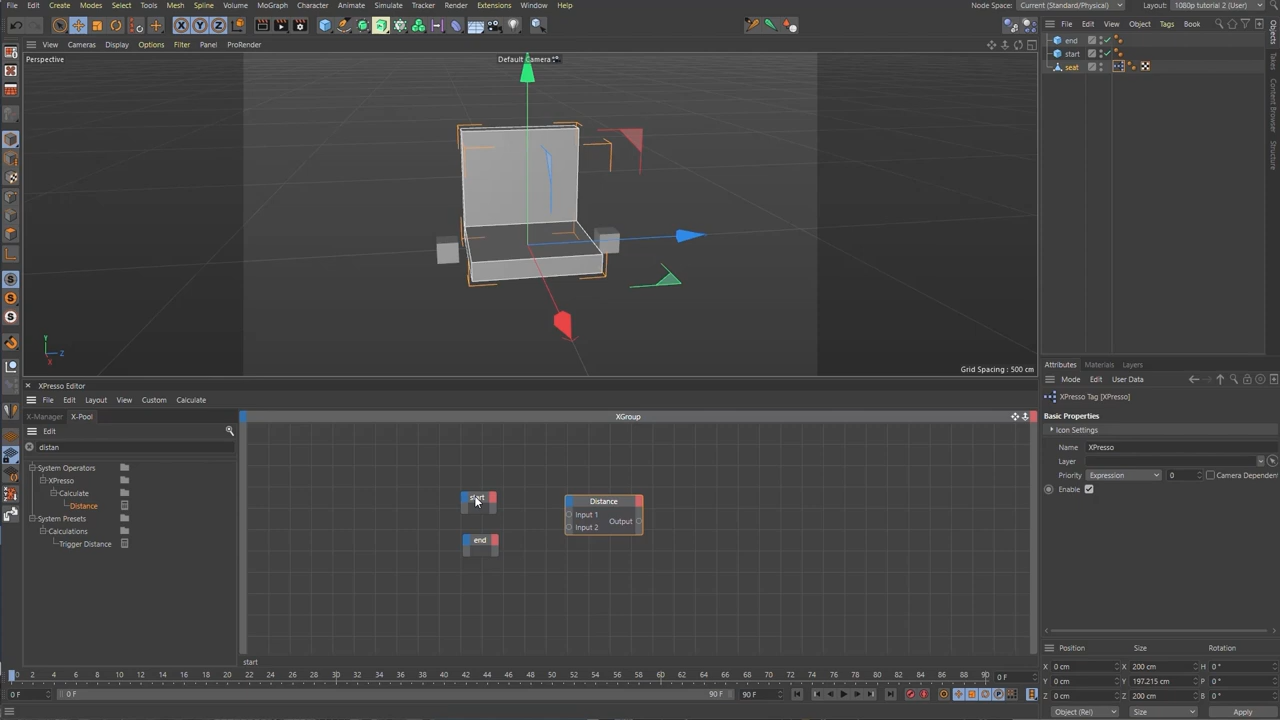 File Edit Create Modes Select Tools Mesh Spline Volume MoGraph Character Animate Simulate Tracker Render Extensions Window Help Node Space: Current (Standard/Physical) Layout: 1080p tutorial 2 (User)
View Cameras Display Options Filter Panel ProRender
File Edit View Object Tags Bookmarks
Perspective
Default Camera
end
start
seat
Objects
Takes
Content Browser
Structure
Y
Z
X
Grid Spacing : 500 cm
XPresso Editor
File Edit Layout View Custom Calculate
X-Manager X-Pool
Edit
distan
System Operators
XPresso
Calculate
Distance
System Presets
Calculations
Trigger Distance
XGroup
start
end
Distance
Input 1
Input 2
Output
start
Attributes Materials Layers
Mode Edit User Data
XPresso Tag [XPresso]
Basic Properties
Icon Settings
Name XPresso
Layer
Priority Expression 0 Camera Dependent
Enable
0 2 4 6 8 10 12 14 16 18 20 22 24 26 28 30 32 34 36 38 40 42 44 46 48 50 52 54 56 58 60 62 64 66 68 70 72 74 76 78 80 82 84 86 88 90 0 F
0 F 0 F 90 F 90 F
Position Size Rotation
X 0 cm X 200 cm H 0 °
Y 0 cm Y 197.215 cm P 0 °
Z 0 cm Z 200 cm B 0 °
Object (Rel) Size Apply